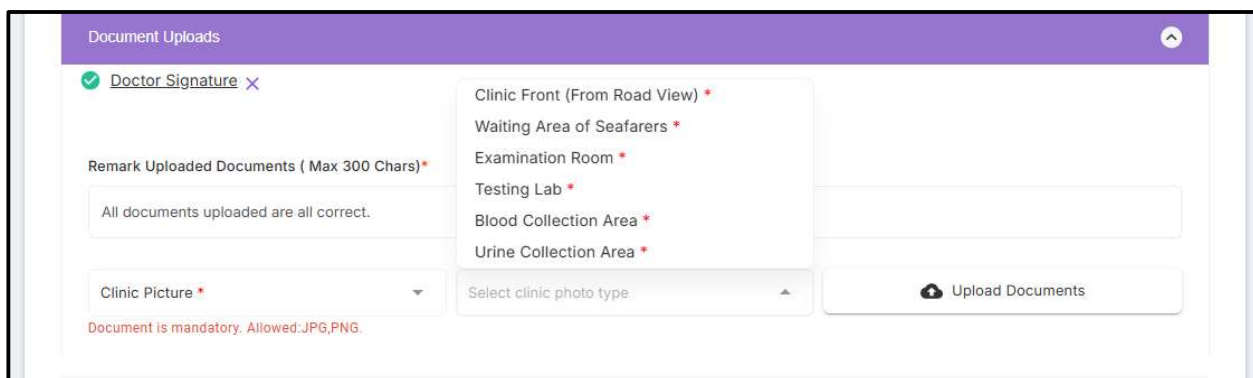 Document Uploads
Doctor Signature
Clinic Front (From Road View) *
Waiting Area of Seafarers *
Examination Room *
Testing Lab *
Blood Collection Area *
Urine Collection Area *
Remark Uploaded Documents ( Max 300 Chars)*
All documents uploaded are all correct.
Clinic Picture *
Select clinic photo type
Upload Documents
Document is mandatory. Allowed:JPG,PNG.